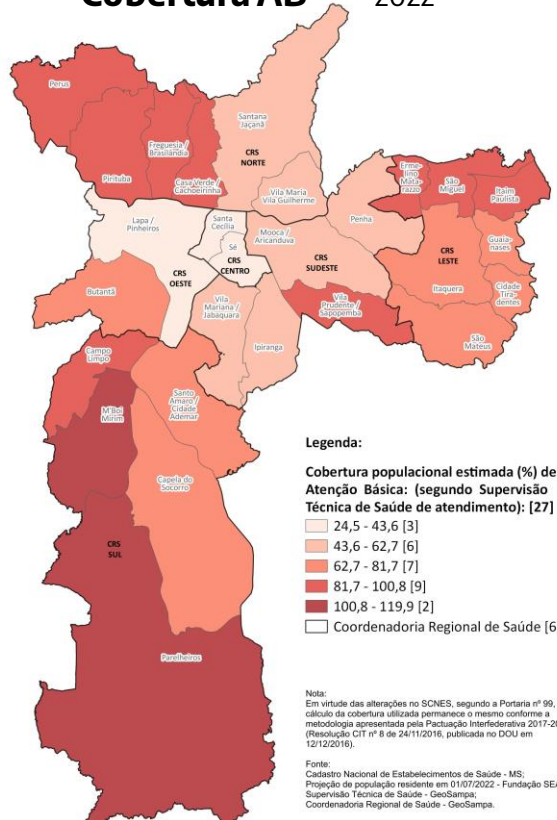 Cobertura AB
2022
Perus
Pirituba
Freguesia /
Brasilândia
Casa Verde /
Cachoeirinha
Santana
Jaçanã
CRS
NORTE
Vila Maria
Vila Guilherme
Lapa /
Pinheiros
Santa
Cecília
Sé
CRS
CENTRO
CRS
OESTE
Butantã
Mooca /
Aricanduva
Penha
CRS
SUDESTE
Erme-
lino Mata-
razzo
São
Miguel
Itaim
Paulista
CRS
LESTE
Guaia-
nases
Itaquera
Cidade
Tira-
dentes
São
Mateus
Vila
Prudente /
Sapopemba
Vila
Mariana /
Jabaquara
Ipiranga
Campo
Limpo
M'Boi
Mirim
Santo
Amaro /
Cidade
Ademar
Capela do
Socorro
CRS
SUL
Parelheiros
Legenda:
Cobertura populacional estimada (%) de
Atenção Básica: (segundo Supervisão
Técnica de Saúde de atendimento): [27]
24,5 - 43,6 [3]
43,6 - 62,7 [6]
62,7 - 81,7 [7]
81,7 - 100,8 [9]
100,8 - 119,9 [2]
Coordenadoria Regional de Saúde [6
Nota:
Em virtude das alterações no SCNES, segundo a Portaria nº 99,
cálculo da cobertura utilizada permanece o mesmo conforme a
metodologia apresentada pela Pactuação Interfederativa 2017-20
(Resolução CIT nº 8 de 24/11/2016, publicada no DOU em
12/12/2016).
Fonte:
Cadastro Nacional de Estabelecimentos de Saúde - MS;
Projeção de população residente em 01/07/2022 - Fundação SEA
Supervisão Técnica de Saúde - GeoSampa;
Coordenadoria Regional de Saúde - GeoSampa.